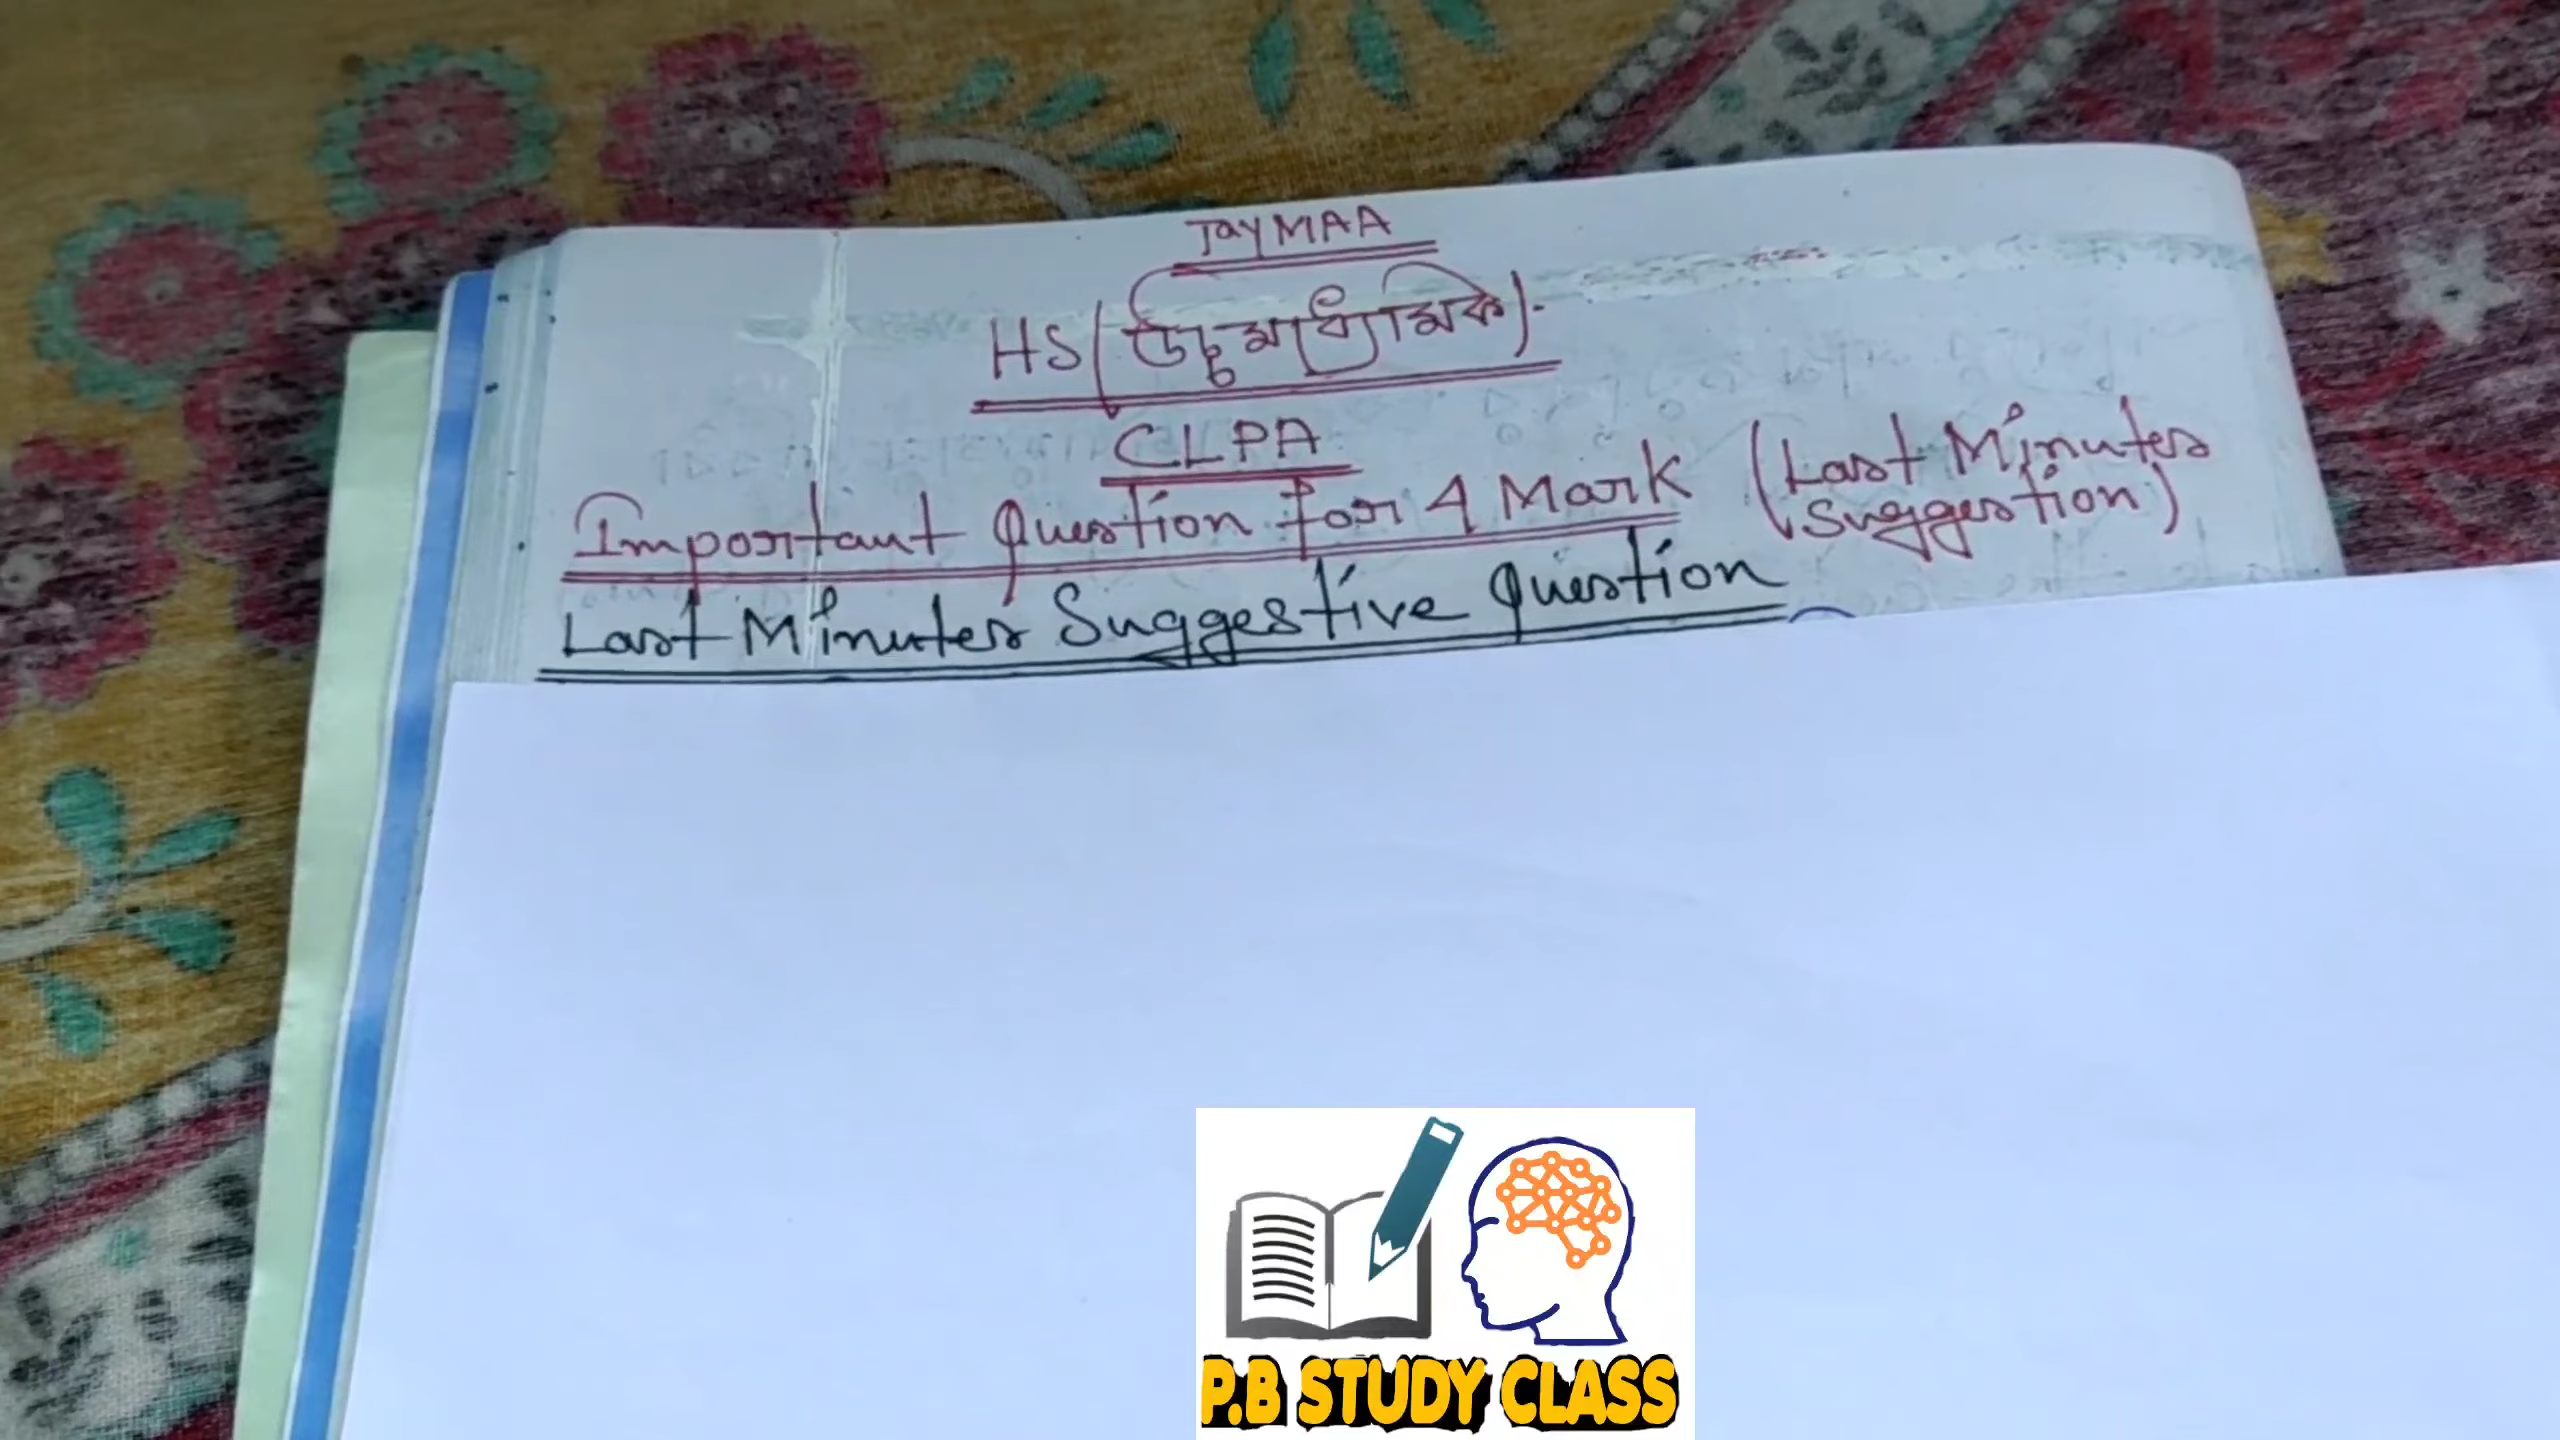 Jay MAA
HS (উচ্চমাধ্যমিক).
CLPA
Important Question for 4 Mark (Last Minutes
Suggestion)
Last Minutes Suggestive Question
P.B STUDY CLASS